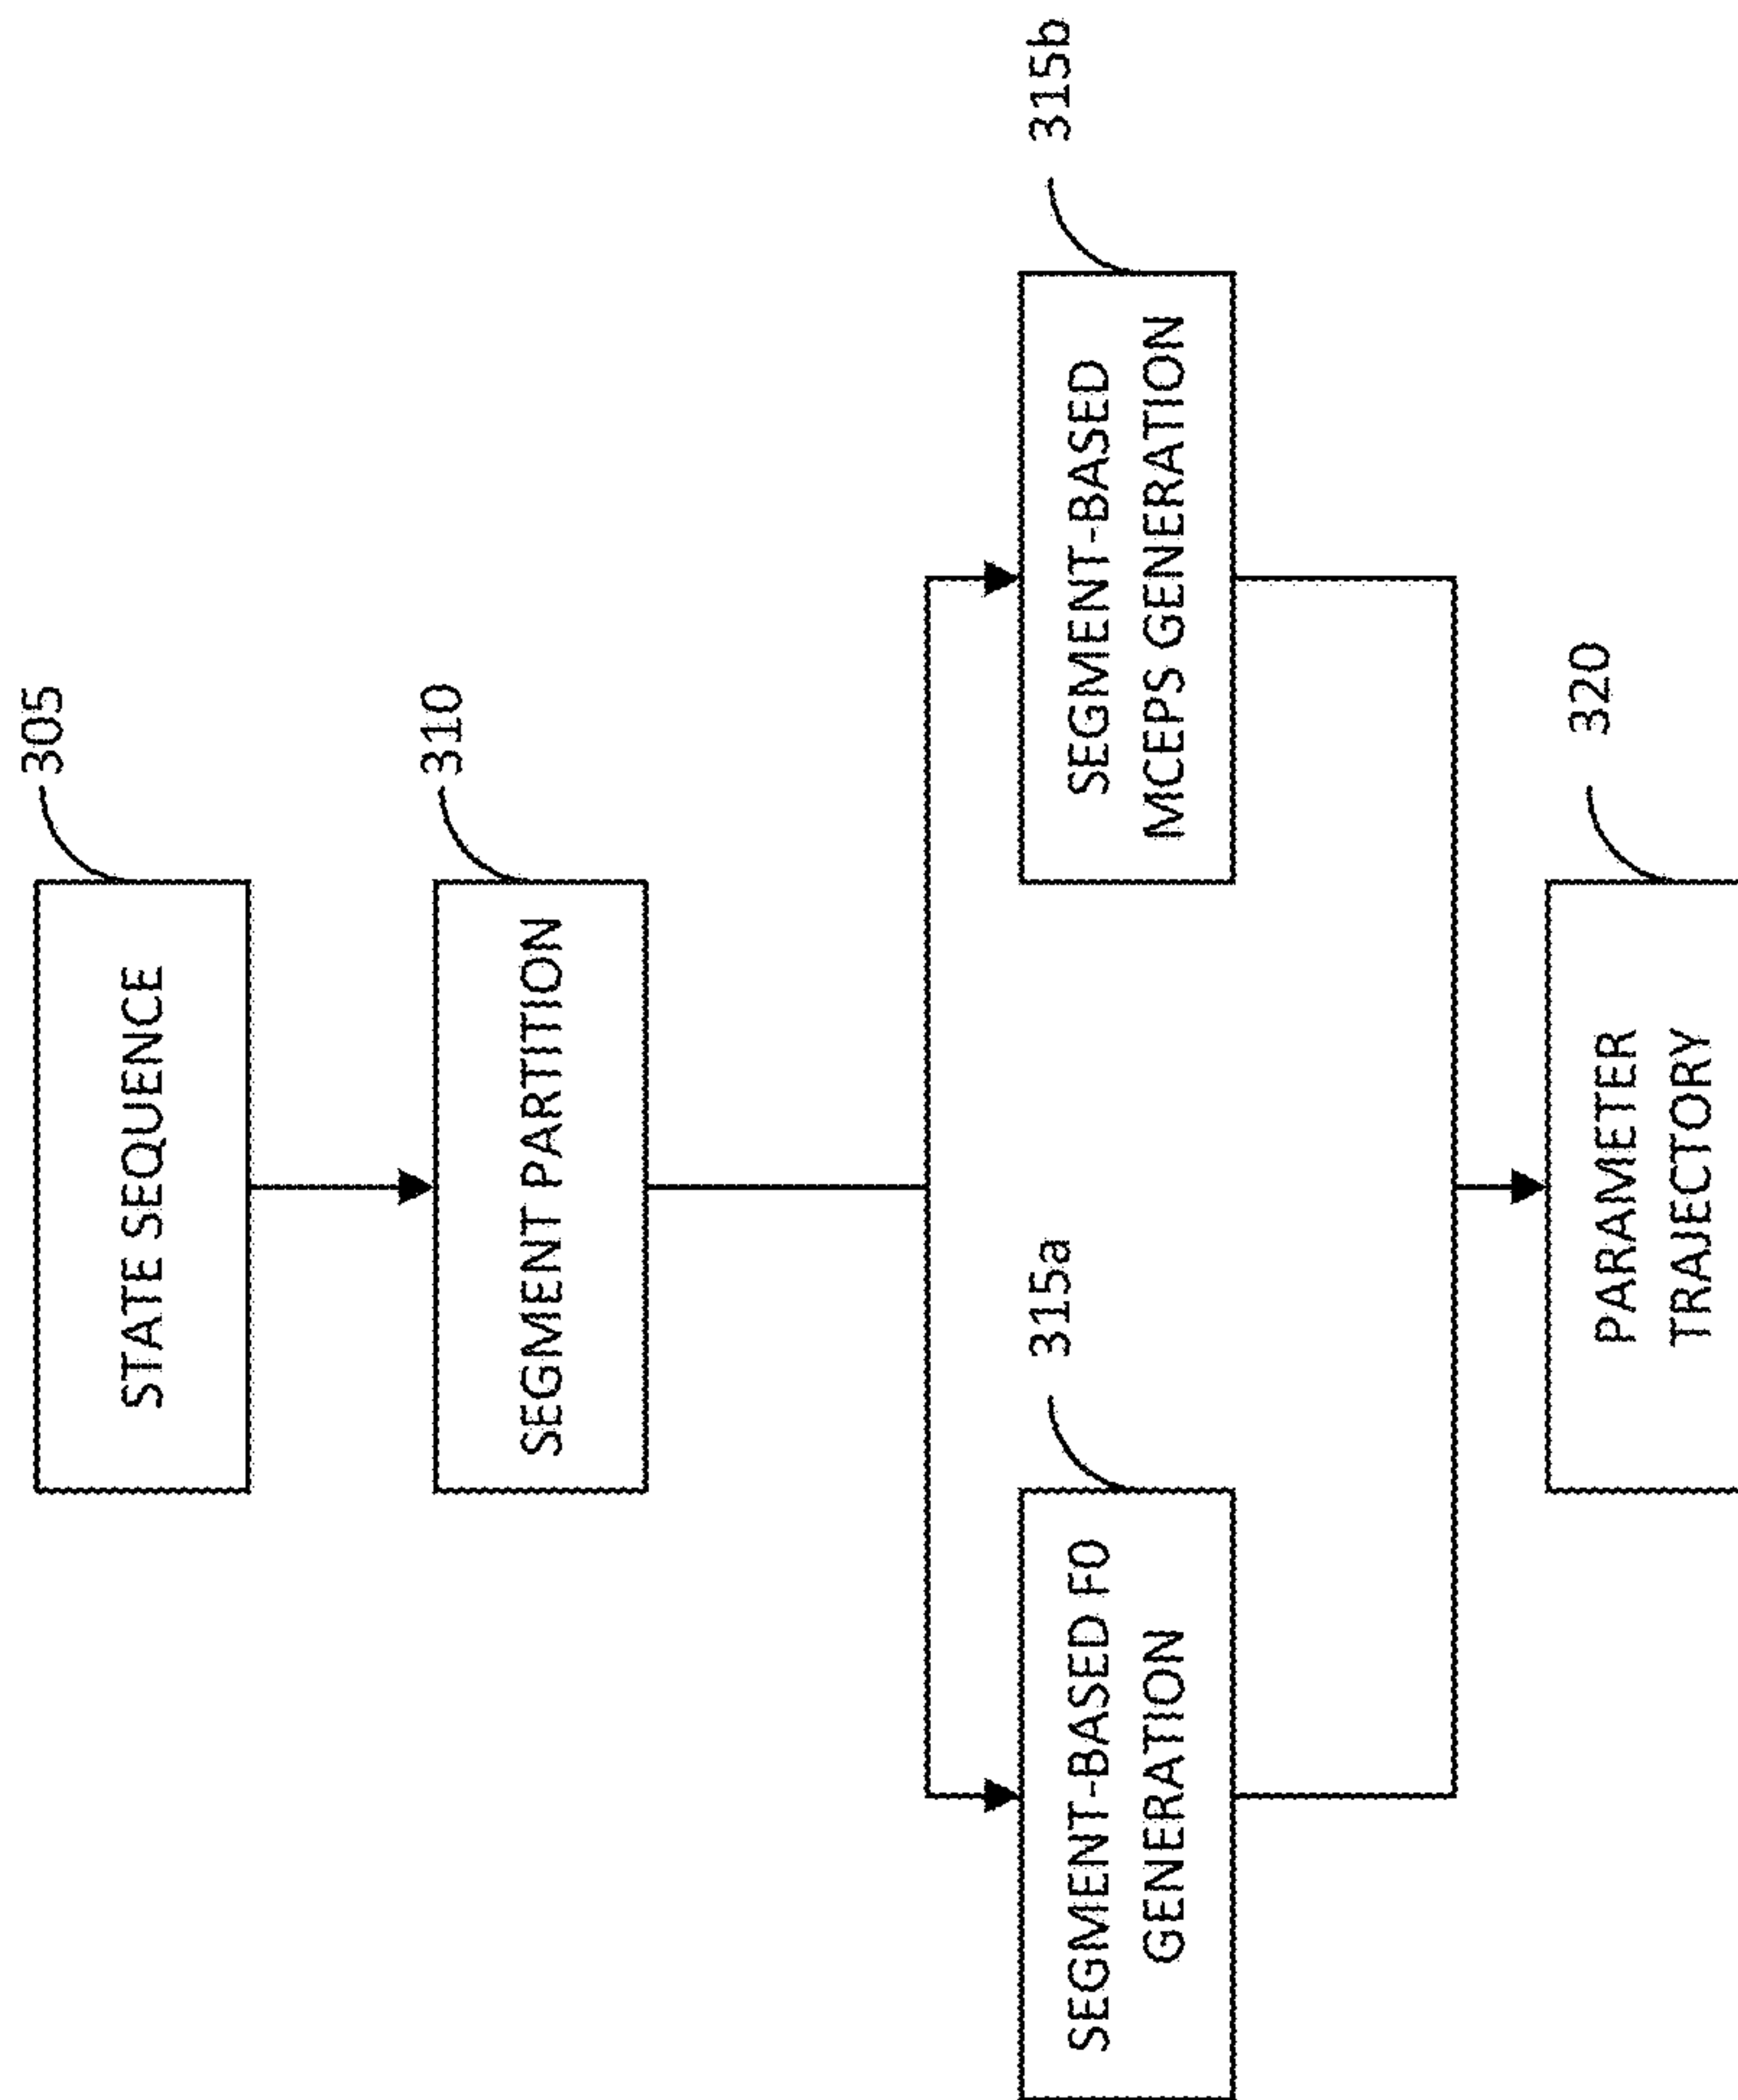 305
STATE SEQUENCE
310
SEGMENT PARTITION
315a
SEGMENT-BASED F0
GENERATION
315b
SEGMENT-BASED
MCEPS GENERATION
320
PARAMETER
TRAJECTORY